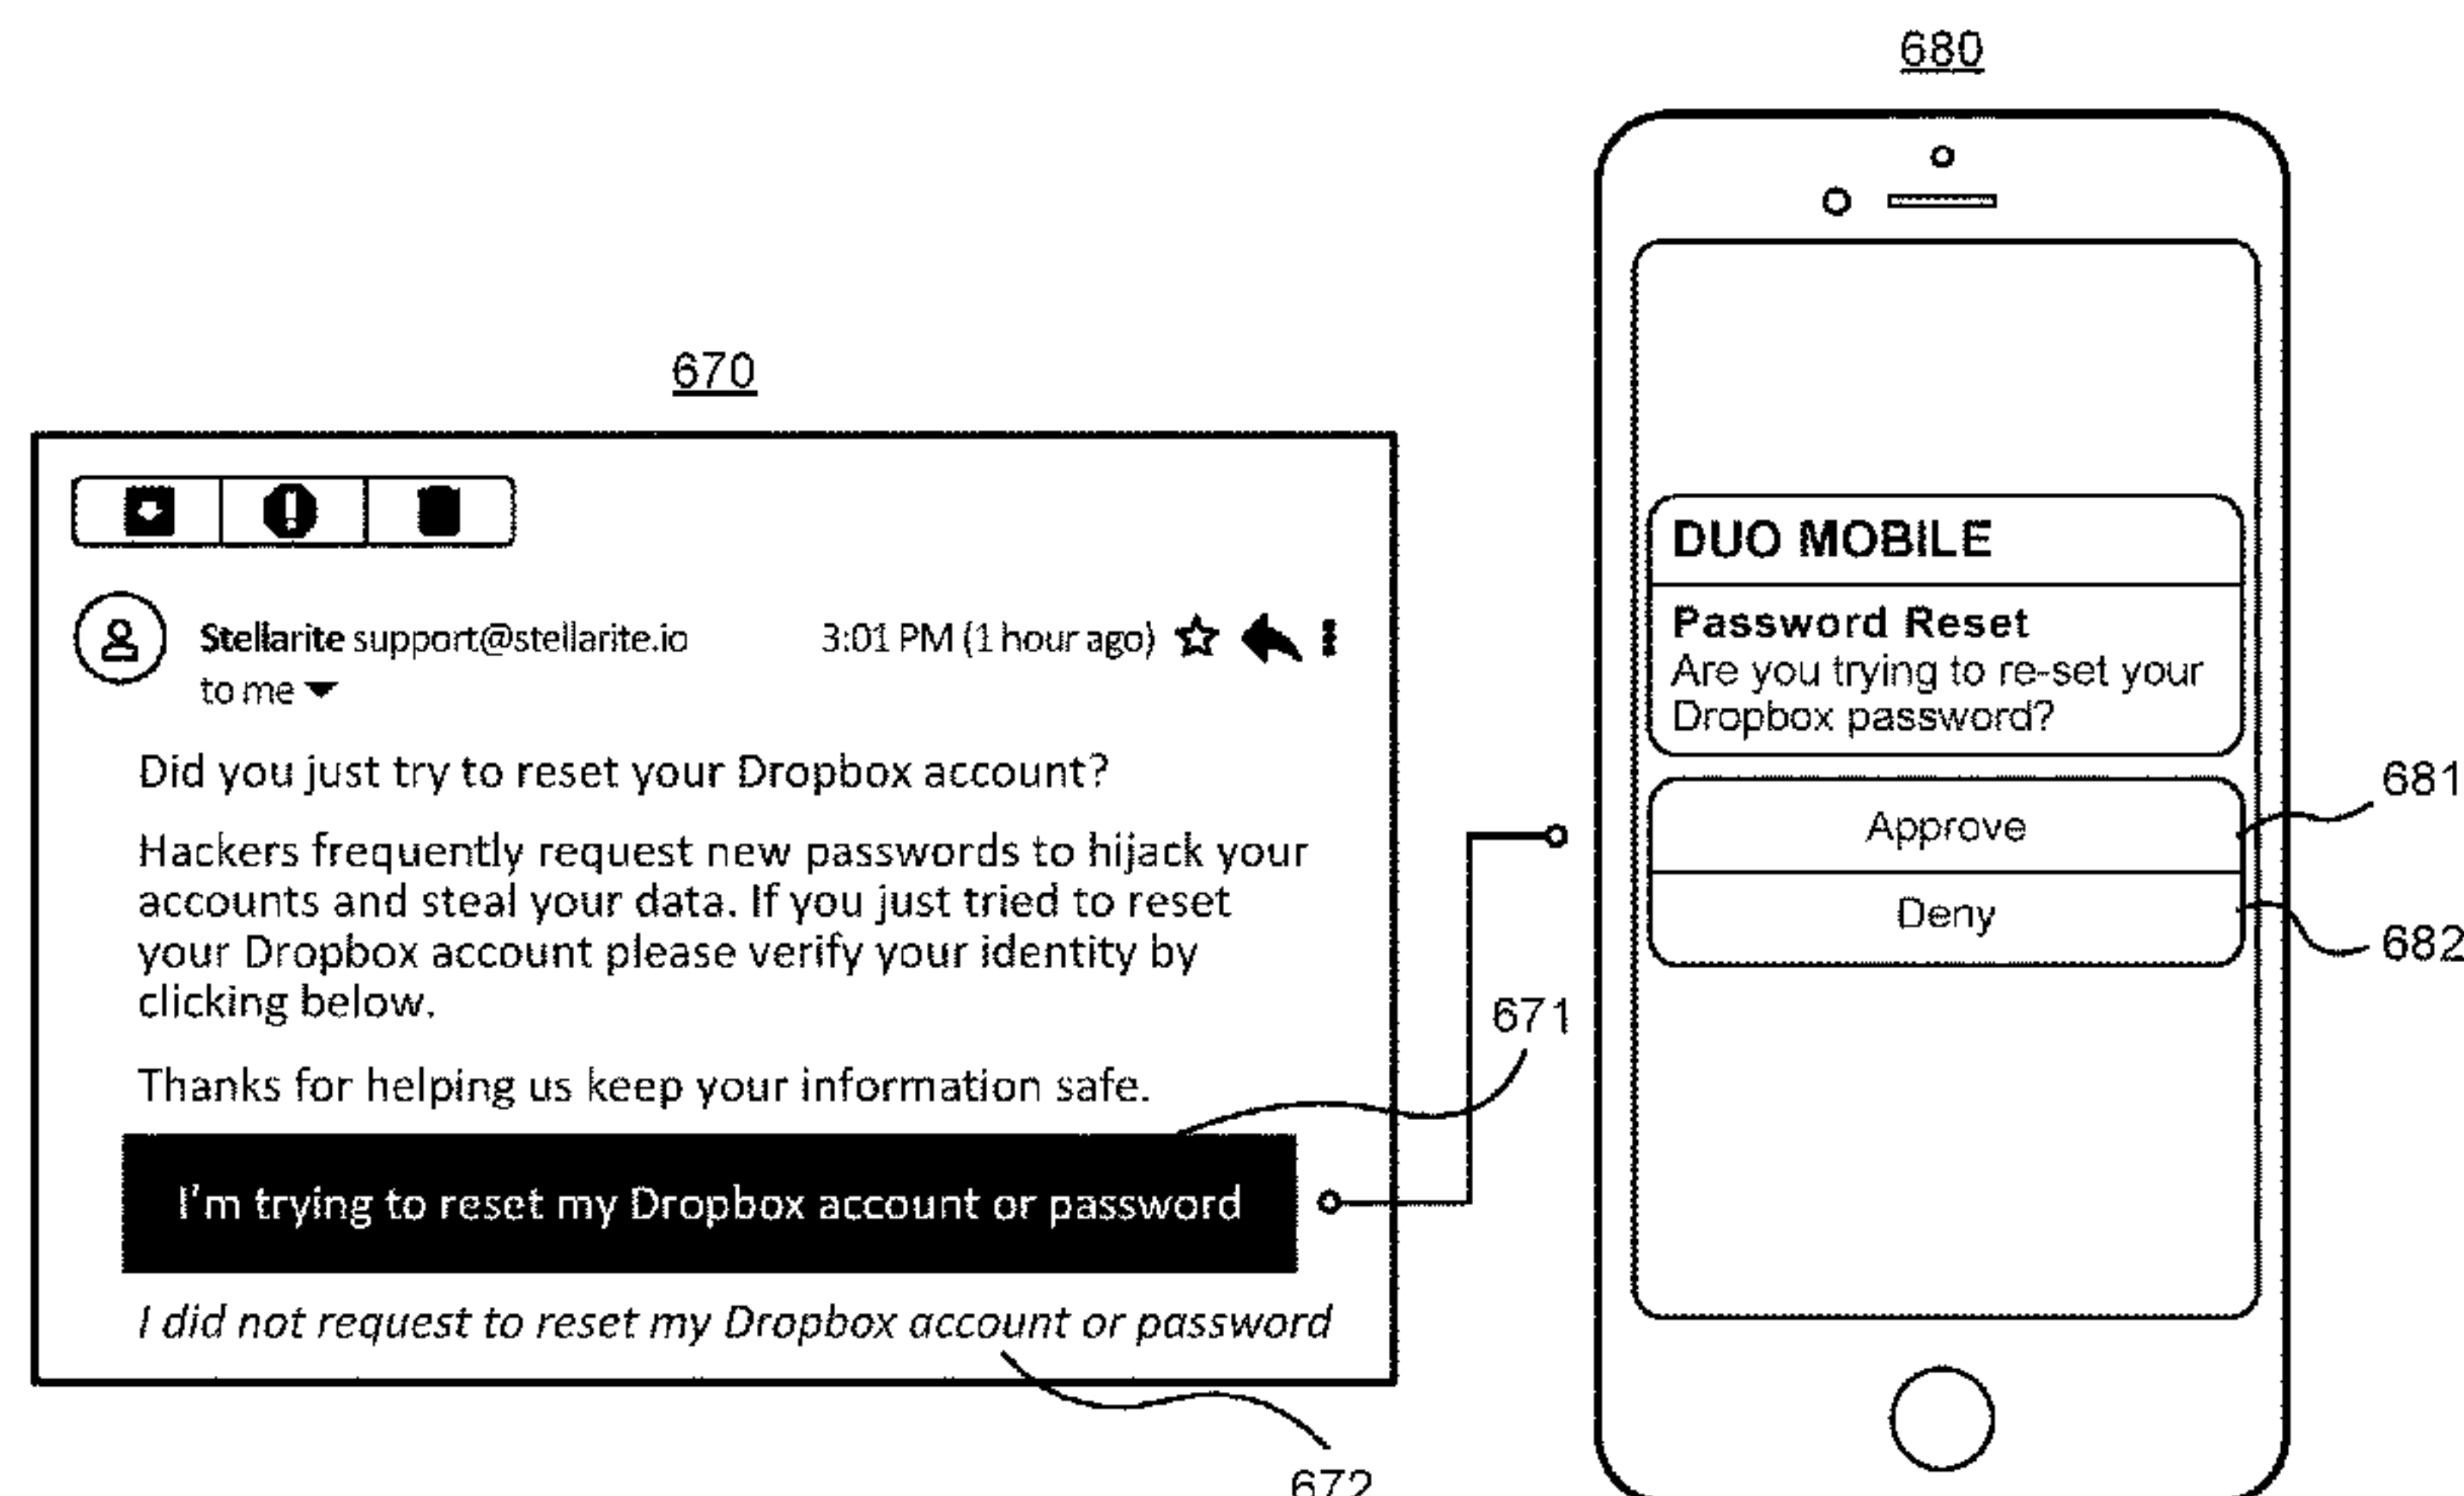 670
Stellarite support@stellarite.io 3:01 PM (1 hour ago)
to me
Did you just try to reset your Dropbox account?
Hackers frequently request new passwords to hijack your
accounts and steal your data. If you just tried to reset
your Dropbox account please verify your identity by
clicking below.
Thanks for helping us keep your information safe.
I'm trying to reset my Dropbox account or password
I did not request to reset my Dropbox account or password
671
672
680
DUO MOBILE
Password Reset
Are you trying to re-set your
Dropbox password?
Approve
Deny
681
682